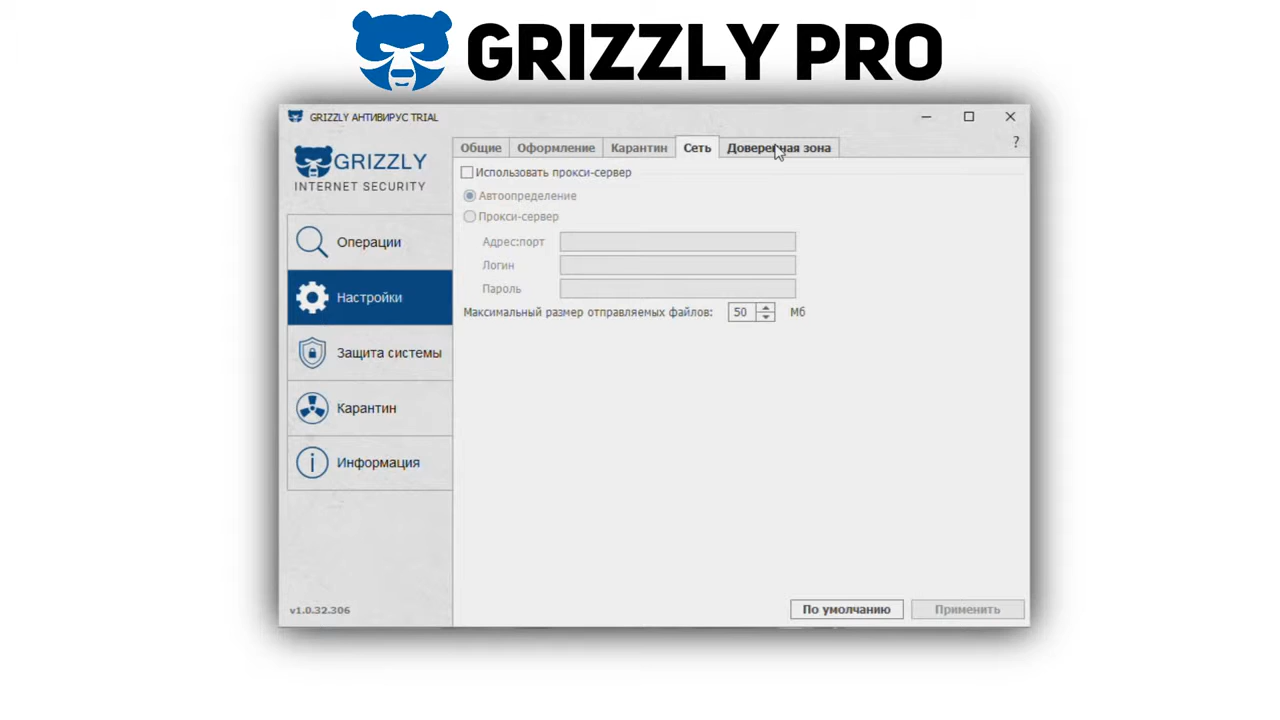 GRIZZLY PRO
GRIZZLY АНТИВИРУС TRIAL
GRIZZLY
INTERNET SECURITY
Общие
Оформление
Карантин
Сеть
Доверенная зона
?
Использовать прокси-сервер
Автоопределение
Прокси-сервер
Адрес:порт
Логин
Пароль
Максимальный размер отправляемых файлов: 50 Мб
Операции
Настройки
Защита системы
Карантин
Информация
v1.0.32.306
По умолчанию
Применить